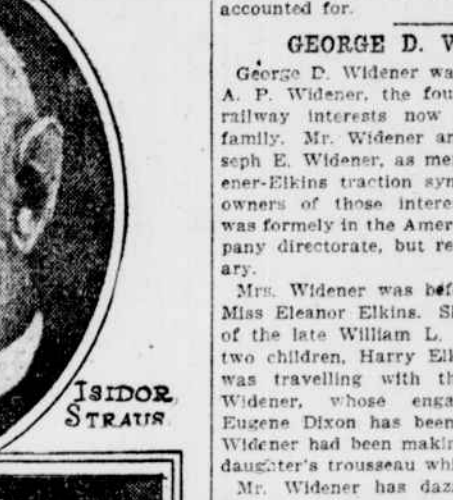 accounted for.
GEORGE D. W
George D. Widener wa
A. P. Widener, the fou
railway interests now
family. Mr. Widener an
seph E. Widener, as me
ener-Elkins traction syn
owners of those intere
was formely in the Amer
pany directorate, but re
ary.
Mrs. Widener was bef
Miss Eleanor Elkins. S
of the late William L.
two children, Harry Elk
was travelling with th
Widener, whose enga
Eugene Dixon has been
Widener had been makin
daughter's trousseau whi
Mr. Widener has daz
ISIDOR
STRAUS